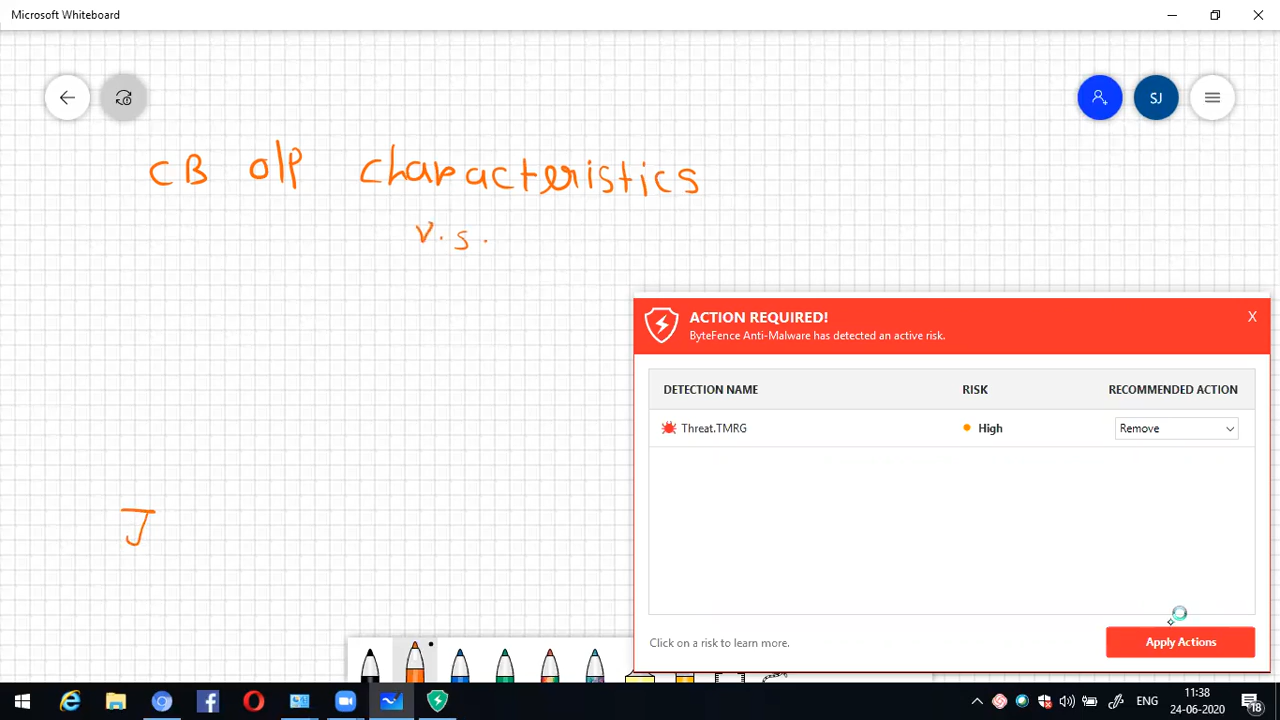 Microsoft Whiteboard
SJ
CB o/p characteristics
V.S.
ACTION REQUIRED!
X
ByteFence Anti-Malware has detected an active risk.
DETECTION NAME RISK RECOMMENDED ACTION
Threat.TMRG High Remove
J
Click on a risk to learn more.
Apply Actions
ENG
11:38
24-06-2020
18